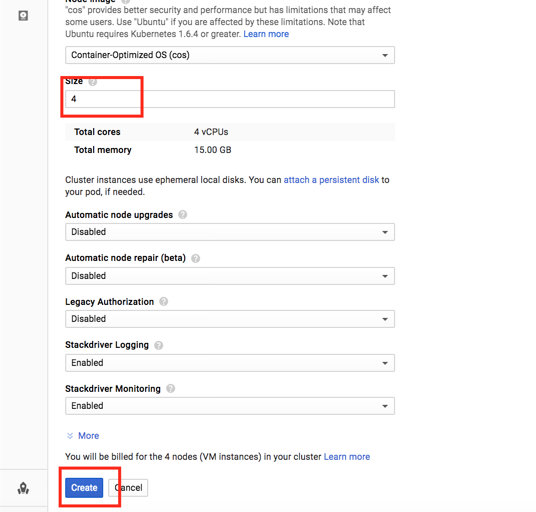 Node image
"cos" provides better security and performance but has limitations that may affect
some users. Use "Ubuntu" if you are affected by these limitations. Note that
Ubuntu requires Kubernetes 1.6.4 or greater. Learn more
Container-Optimized OS (cos)
Size
4
Total cores 4 vCPUs
Total memory 15.00 GB
Cluster instances use ephemeral local disks. You can attach a persistent disk to
your pod, if needed.
Automatic node upgrades
Disabled
Automatic node repair (beta)
Disabled
Legacy Authorization
Disabled
Stackdriver Logging
Enabled
Stackdriver Monitoring
Enabled
More
You will be billed for the 4 nodes (VM instances) in your cluster Learn more
Create Cancel